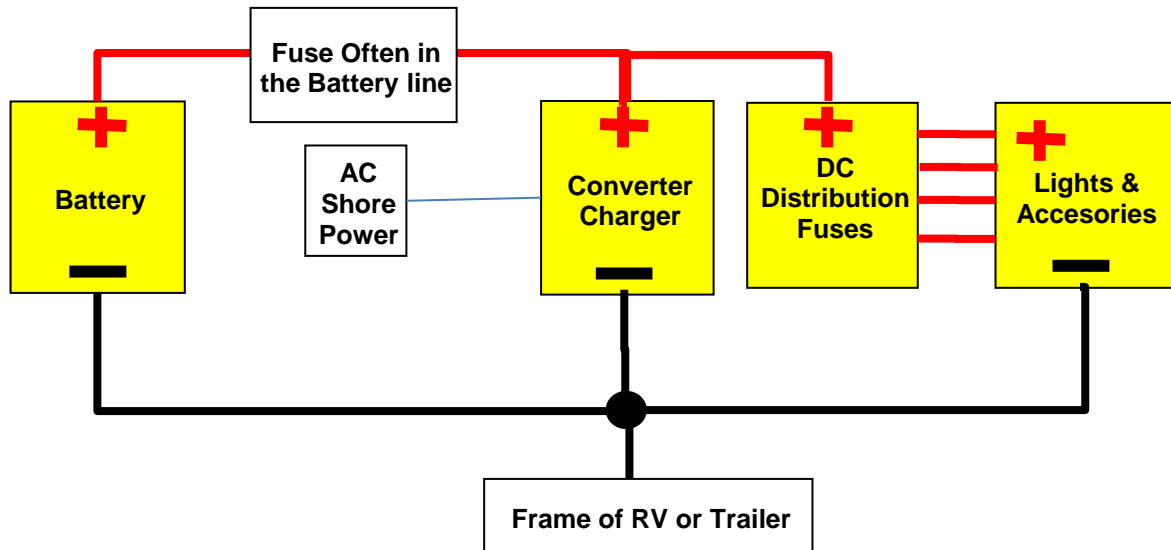 Fuse Often in
the Battery line
Battery
AC
Shore
Power
Converter
Charger
DC
Distribution
Fuses
Lights &
Accesories
Frame of RV or Trailer